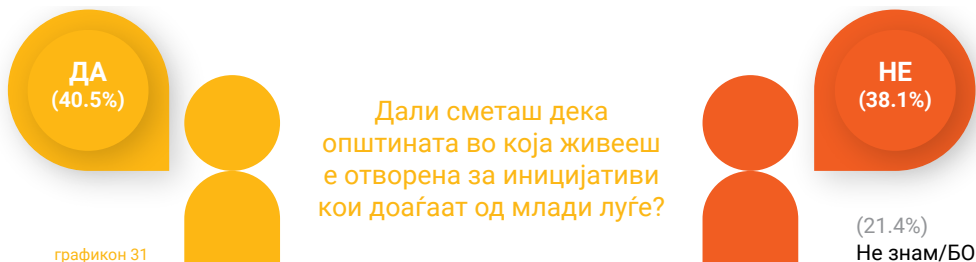 ДА
(40.5%)
Дали сметаш дека
општината во која живееш
е отворена за иницијативи
кои доаѓаат од млади луѓе?
НЕ
(38.1%)
(21.4%)
Не знам/БО
графикон 31